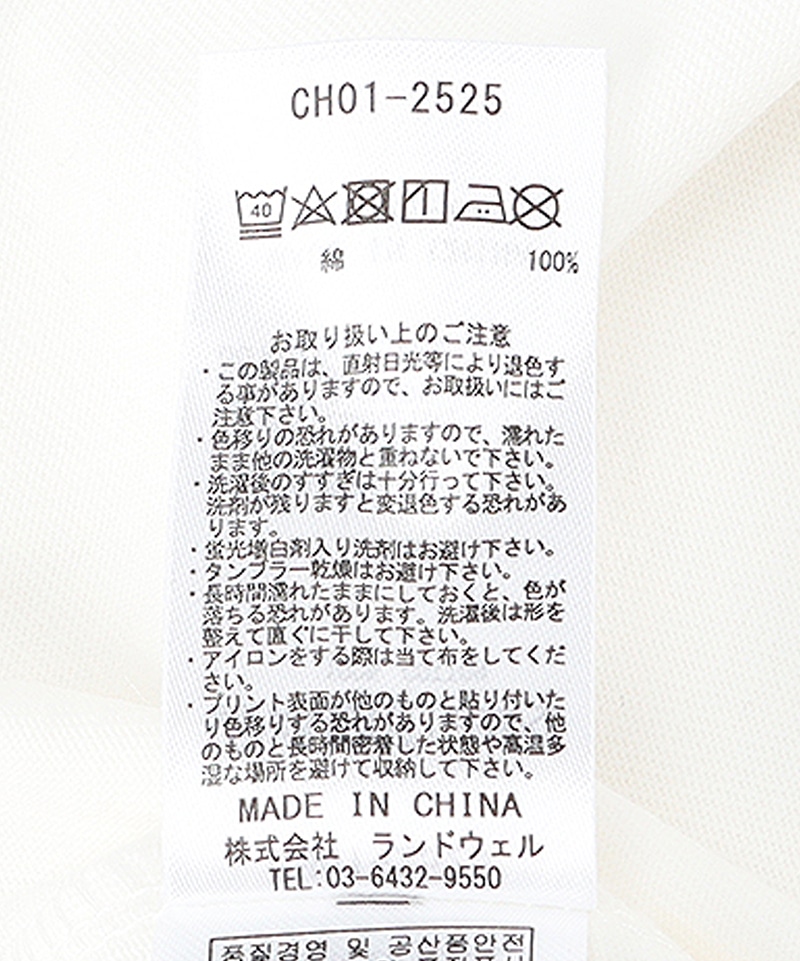 CH01-2525
40
綿 100%
お取り扱い上のご注意
・この製品は、直射日光等により退色す
る事がありますので、お取扱いにはご
注意下さい。
・色移りの恐れがありますので、濡れた
まま他の洗濯物と重ねないで下さい。
・洗濯後のすすぎは十分行って下さい。
洗剤が残りますと変退色する恐れがあ
ります。
・蛍光増白剤入り洗剤はお避け下さい。
・タンブラー乾燥はお避け下さい。
・長時間濡れたままにしておくと、色が
落ちる恐れがあります。洗濯後は形を
整えて直ぐに干して下さい。
・アイロンをする際は当て布をしてくだ
さい。
・プリント表面が他のものと貼り付いた
り色移りする恐れがありますので、他
のものと長時間密着した状態や高温多
湿な場所を避けて収納して下さい。
MADE IN CHINA
株式会社 ランドウェル
TEL:03-6432-9550
품질경영 및 공산품안전